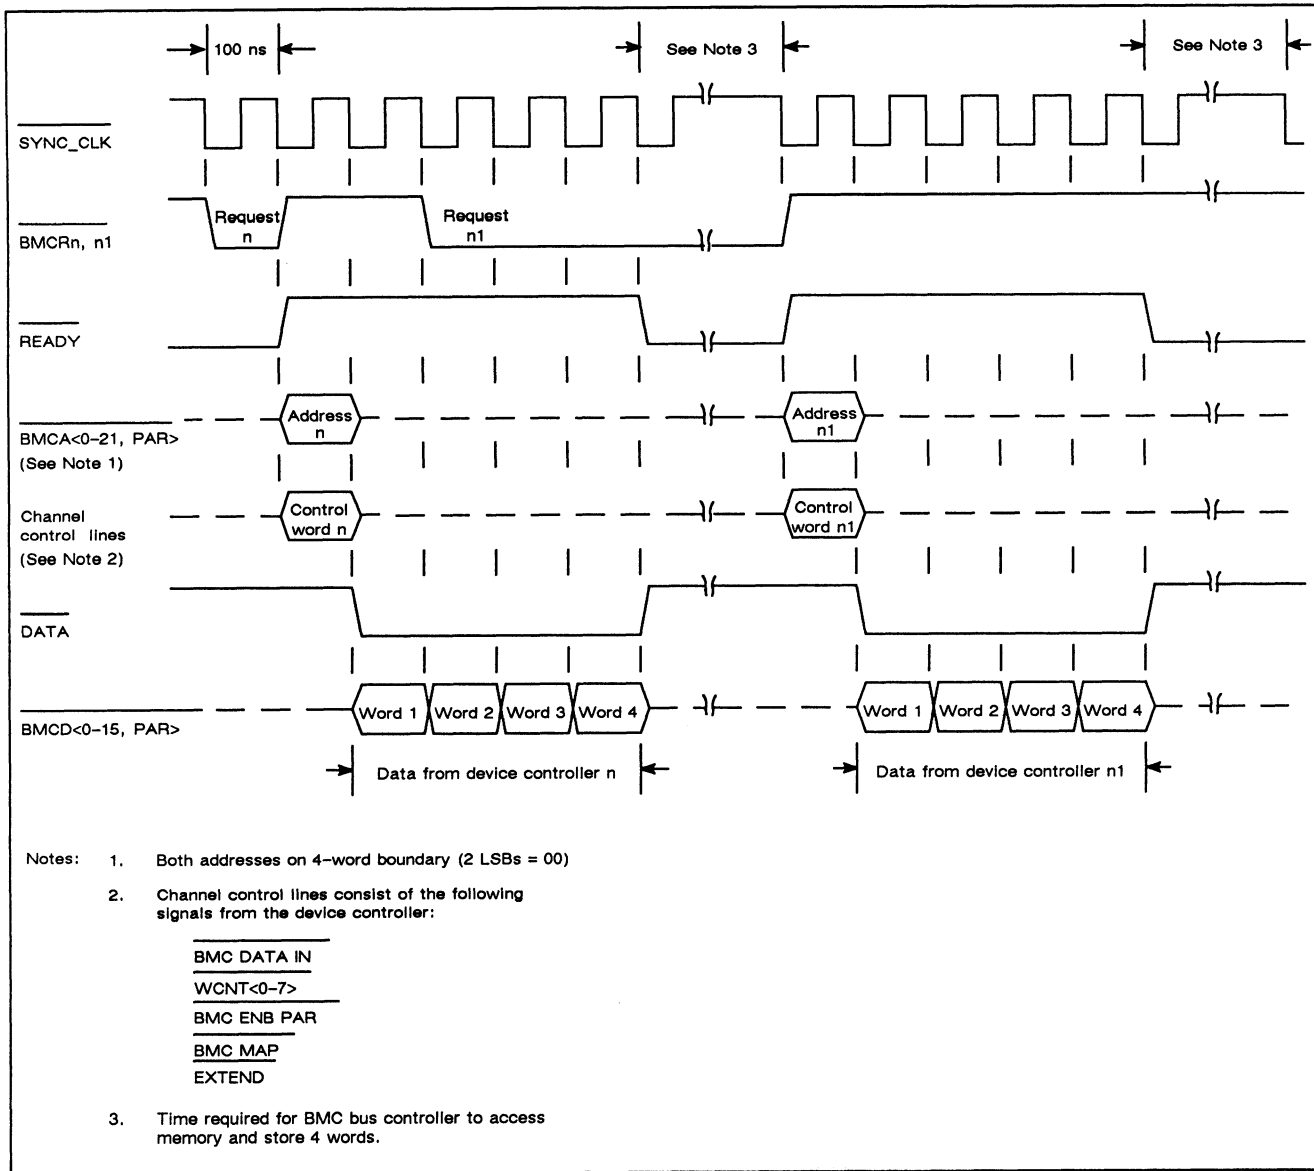 100 ns See Note 3 See Note 3
SYNC_CLK
Request n
Request n1
BMCRn, n1
READY
Address n
Address n1
BMCA<0-21, PAR>
(See Note 1)
Control word n
Control word n1
Channel
control lines
(See Note 2)
DATA
Word 1 Word 2 Word 3 Word 4 Word 1 Word 2 Word 3 Word 4
BMCD<0-15, PAR>
Data from device controller n Data from device controller n1
Notes: 1. Both addresses on 4-word boundary (2 LSBs = 00)
2. Channel control lines consist of the following
signals from the device controller:
BMC DATA IN
WCNT<0-7>
BMC ENB PAR
BMC MAP
EXTEND
3. Time required for BMC bus controller to access
memory and store 4 words.